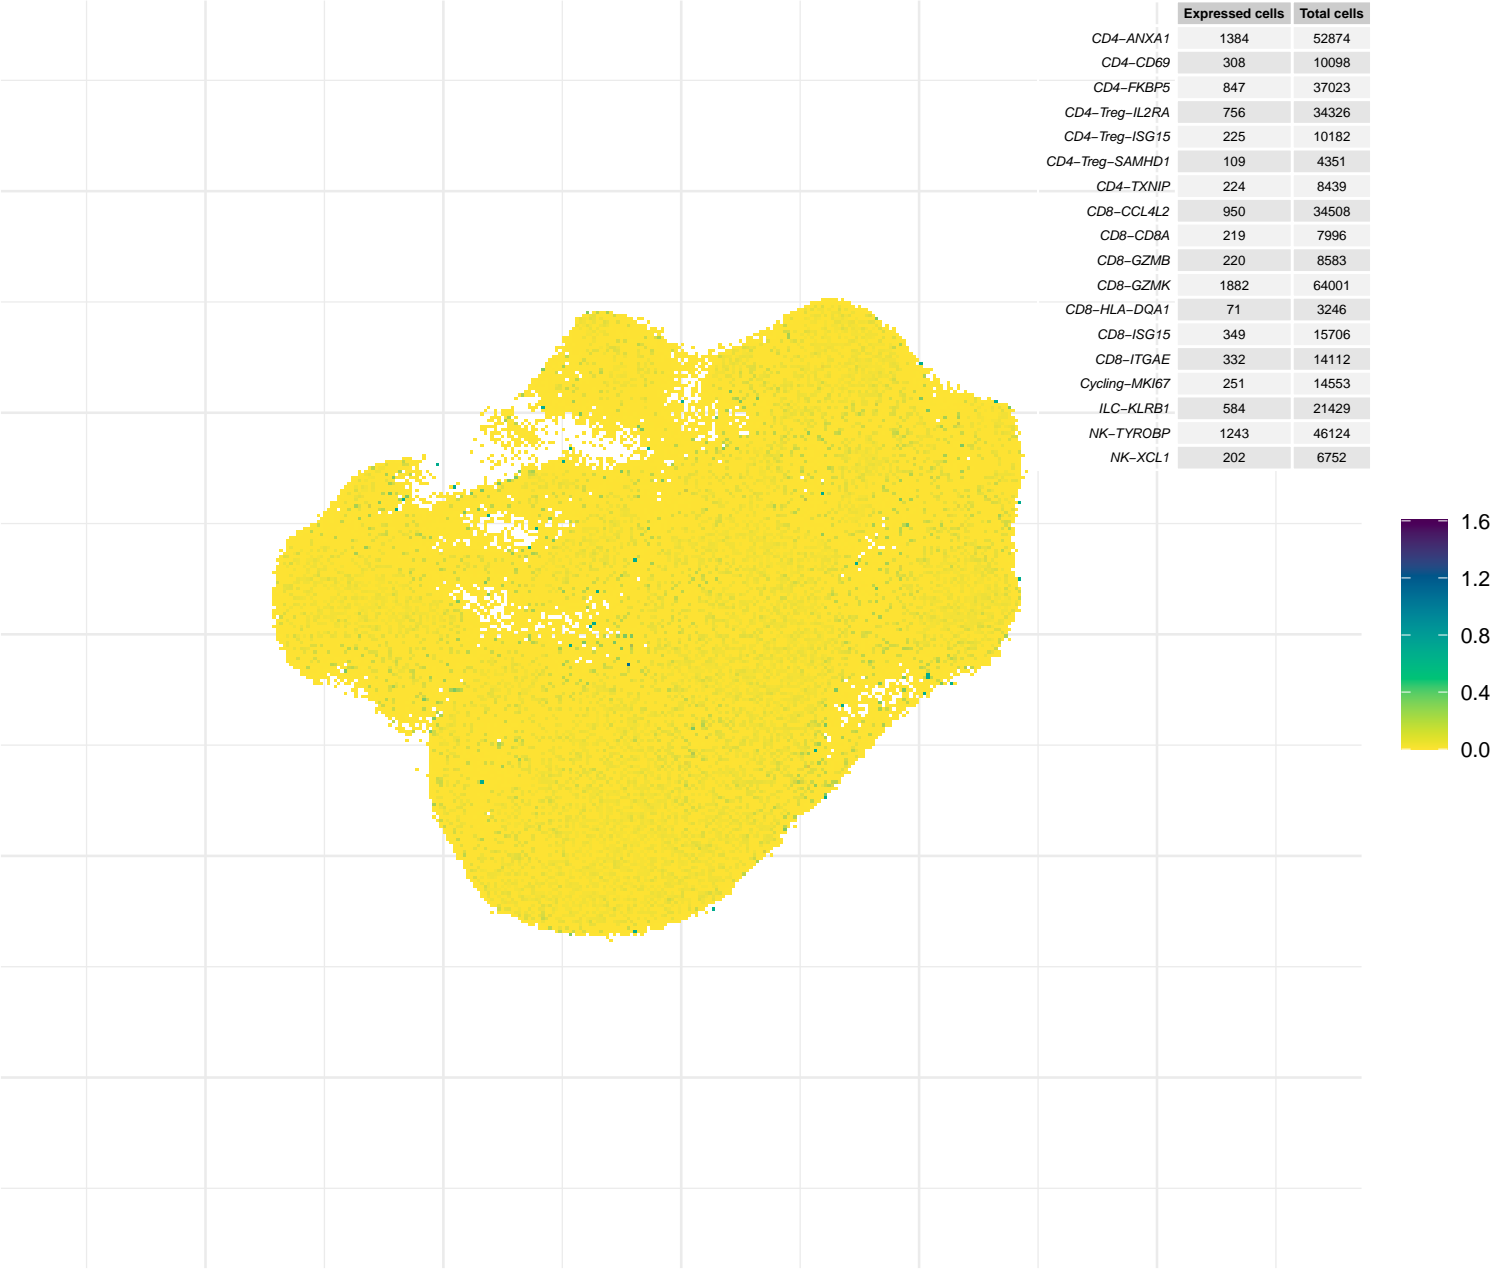 Expressed cells Total cells
CD4−ANXA1 1384 52874
CD4−CD69 308 10098
CD4−FKBP5 847 37023
CD4−Treg−IL2RA 756 34326
CD4−Treg−ISG15 225 10182
CD4−Treg−SAMHD1 109 4351
CD4−TXNIP 224 8439
CD8−CCL4L2 950 34508
CD8−CD8A 219 7996
CD8−GZMB 220 8583
CD8−GZMK 1882 64001
CD8−HLA−DQA1 71 3246
CD8−ISG15 349 15706
CD8−ITGAE 332 14112
Cycling−MKI67 251 14553
ILC−KLRB1 584 21429
NK−TYROBP 1243 46124
NK−XCL1 202 6752
1.6
1.2
0.8
0.4
0.0